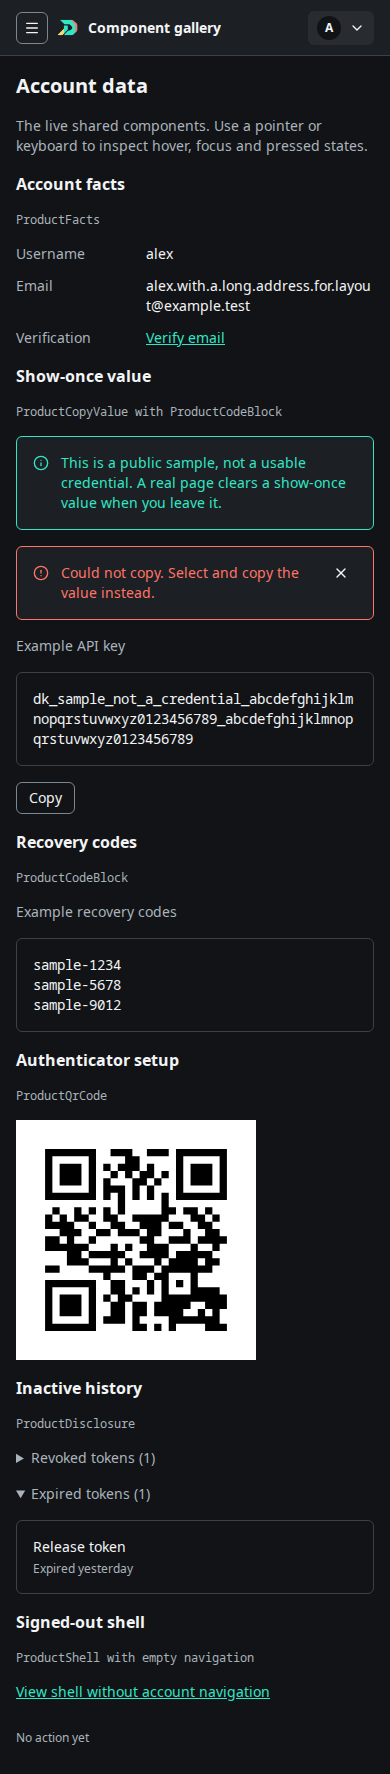 Component gallery
A
Account data
The live shared components. Use a pointer or
keyboard to inspect hover, focus and pressed states.
Account facts
ProductFacts
Username alex
Email alex.with.a.long.address.for.layou
t@example.test
Verification Verify email
Show-once value
ProductCopyValue with ProductCodeBlock
This is a public sample, not a usable
credential. A real page clears a show-once
value when you leave it.
Could not copy. Select and copy the
value instead.
Example API key
dk_sample_not_a_credential_abcdefghijklm
nopqrstuvwxyz0123456789_abcdefghijklmnop
qrstuvwxyz0123456789
Copy
Recovery codes
ProductCodeBlock
Example recovery codes
sample-1234
sample-5678
sample-9012
Authenticator setup
ProductQrCode
Inactive history
ProductDisclosure
Revoked tokens (1)
Expired tokens (1)
Release token
Expired yesterday
Signed-out shell
ProductShell with empty navigation
View shell without account navigation
No action yet